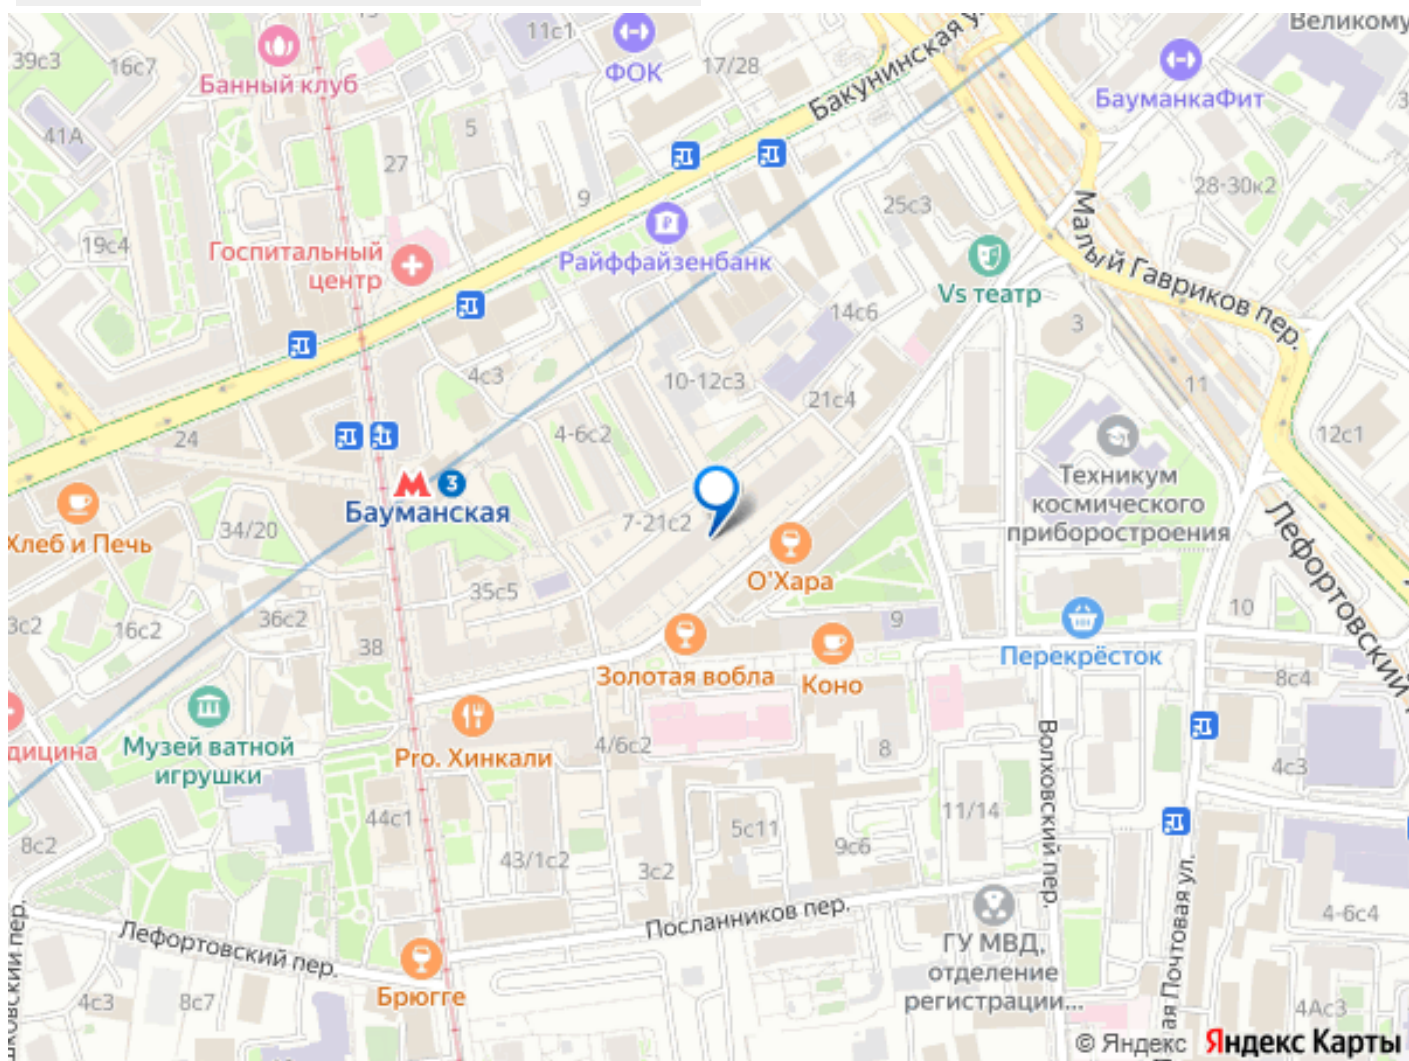 11с1
13
39с3
16с7
Банный клуб
ФОК
17/28
Бакунинская у
Великому
БауманкаФит
41А
5
27
9
28-30к2
25с3
19с4
Госпитальный
центр
Райффайзенбанк
Малый Гавриков пер.
Vs театр
14с6
3
4с3
10-12с3
21с4
11
24
4-6с2
12с1
Техникум
космического
приборостроения
М 3
Бауманская
34/20
7-21с2
Хлеб и Печь
О'Хара
35с5
Лефортовский
3с2
16с2
36с2
38
9
10
Золотая вобла
Коно
Перекрёсток
8с4
дицина
Музей ватной
игрушки
Pro. Хинкали
4/6с2
8
Волховский пер.
4с3
44с1
5с11
11/14
8с2
43/1с2
3с2
9с6
Посланников пер.
Лефортовский пер.
ковский пер.
ГУ МВД,
отделение
регистрации...
ая Почтовая ул.
4-6с4
Брюгге
4с3
8с7
4Ас3
© Яндекс Яндекс Карты